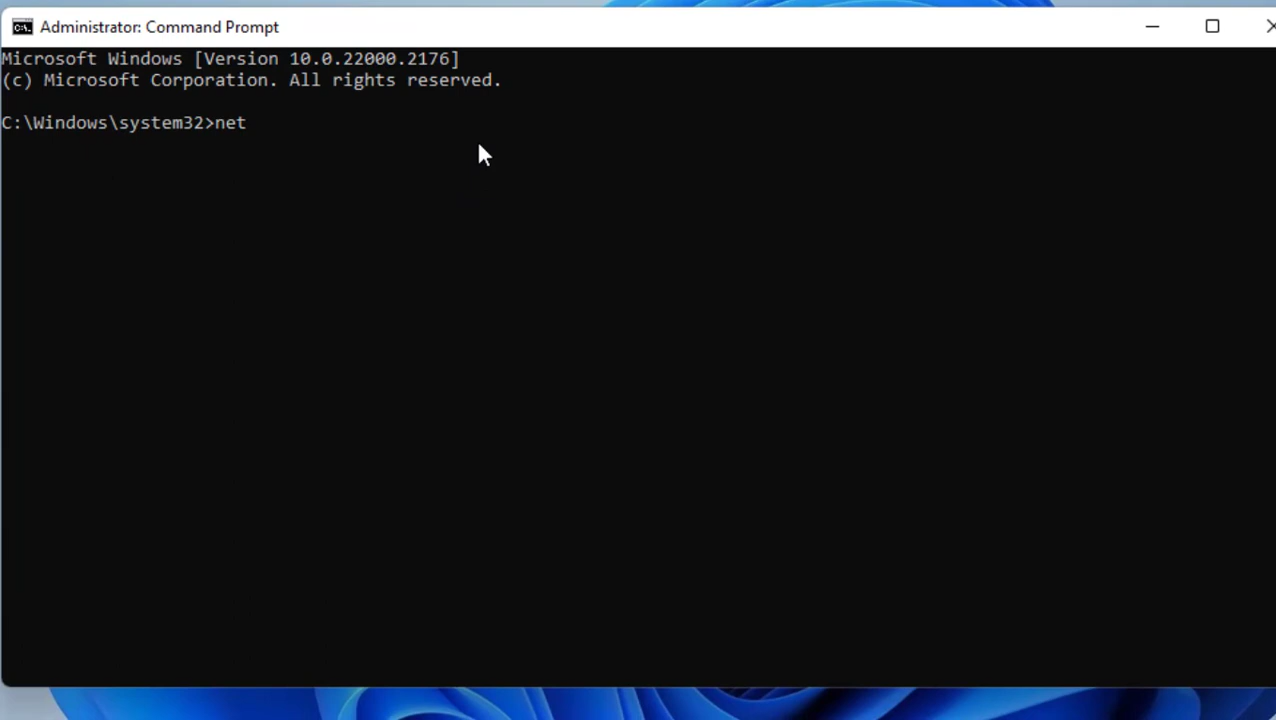 Administrator: Command Prompt
Microsoft Windows [Version 10.0.22000.2176]
(c) Microsoft Corporation. All rights reserved.
C:\Windows\system32>net